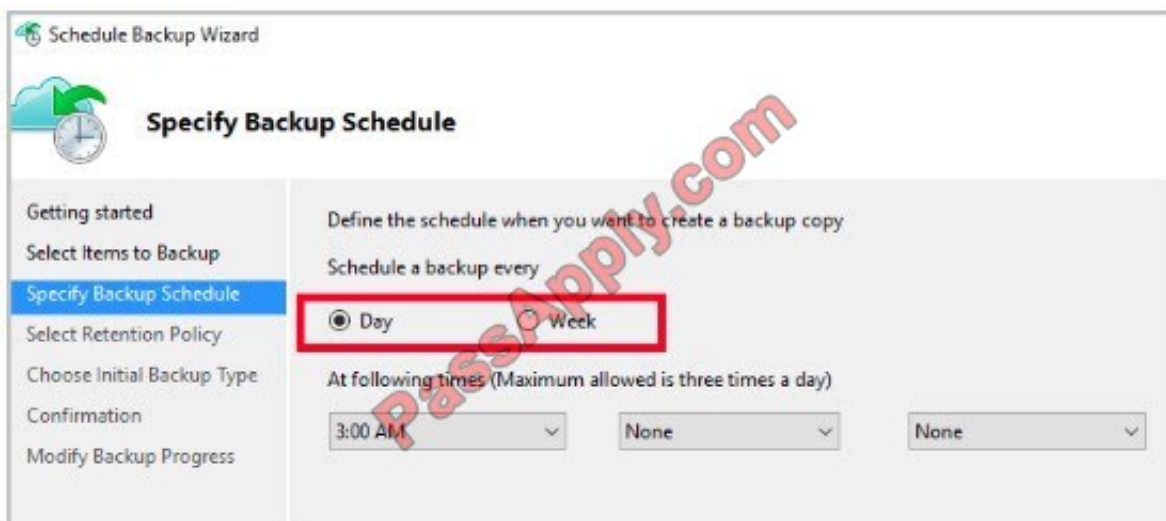 Schedule Backup Wizard
Specify Backup Schedule
Getting started
Select Items to Backup
Specify Backup Schedule
Select Retention Policy
Choose Initial Backup Type
Confirmation
Modify Backup Progress
Define the schedule when you want to create a backup copy
Schedule a backup every
Day Week
At following times (Maximum allowed is three times a day)
3:00 AM None None
PassApply.com